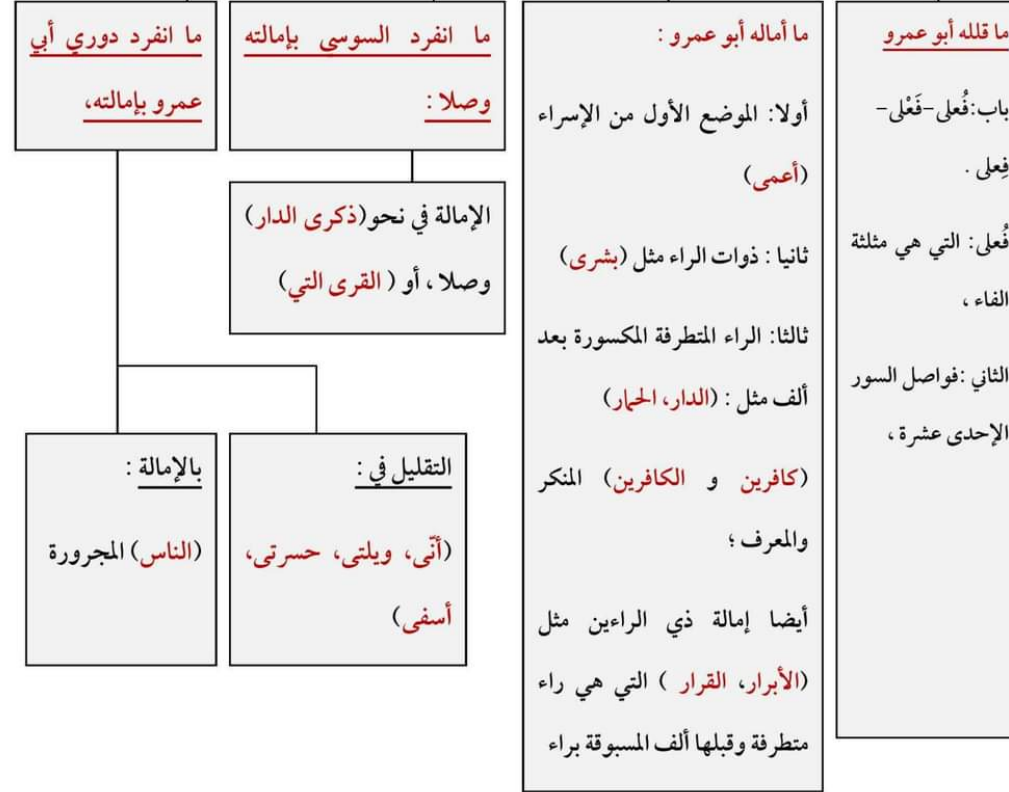 ما قلله أبو عمرو
باب:فُعلى–فَعْلى–
فِعلى .
فُعلى: التي هي مثلثة
الفاء ،
الثاني :فواصل السور
الإحدى عشرة ،
ما أماله أبو عمرو :
أولا: الموضع الأول من الإسراء
(أعمى)
ثانيا : ذوات الراء مثل (بشرى)
ثالثا: الراء المتطرفة المكسورة بعد
ألف مثل : (الدار، الحمار)
(كافرين و الكافرين) المنكر
والمعرف ؛
أيضا إمالة ذي الراءين مثل
(الأبرار، القرار ) التي هي راء
متطرفة وقبلها ألف المسبوقة براء
ما انفرد السوسي بإمالته
وصلا :
الإمالة في نحو(ذكرى الدار)
وصلا ، أو ( القرى التي)
ما انفرد دوري أبي
عمرو بإمالته،
التقليل في :
(أنّى، ويلتى، حسرتى،
أسفى)
بالإمالة :
(الناس) المجرورة